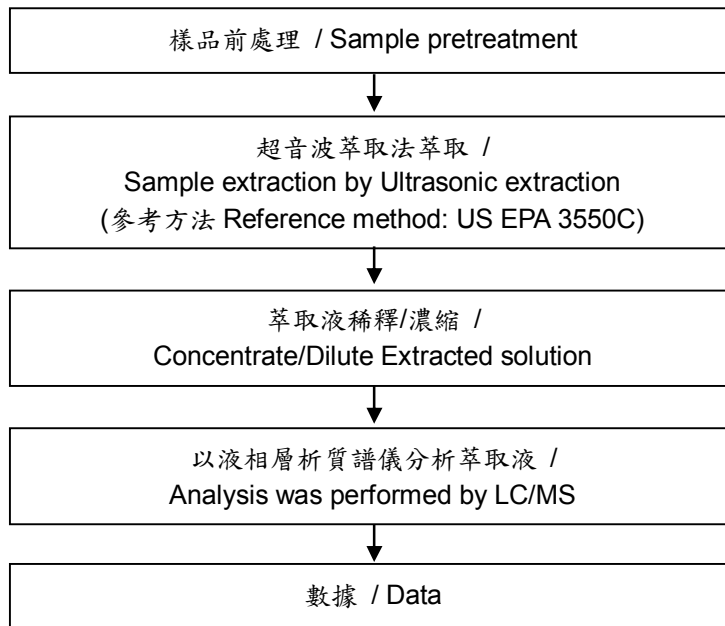 樣品前處理 / Sample pretreatment
超音波萃取法萃取 /
Sample extraction by Ultrasonic extraction
(參考方法 Reference method: US EPA 3550C)
萃取液稀釋/濃縮 /
Concentrate/Dilute Extracted solution
以液相層析質譜儀分析萃取液 /
Analysis was performed by LC/MS
數據 / Data